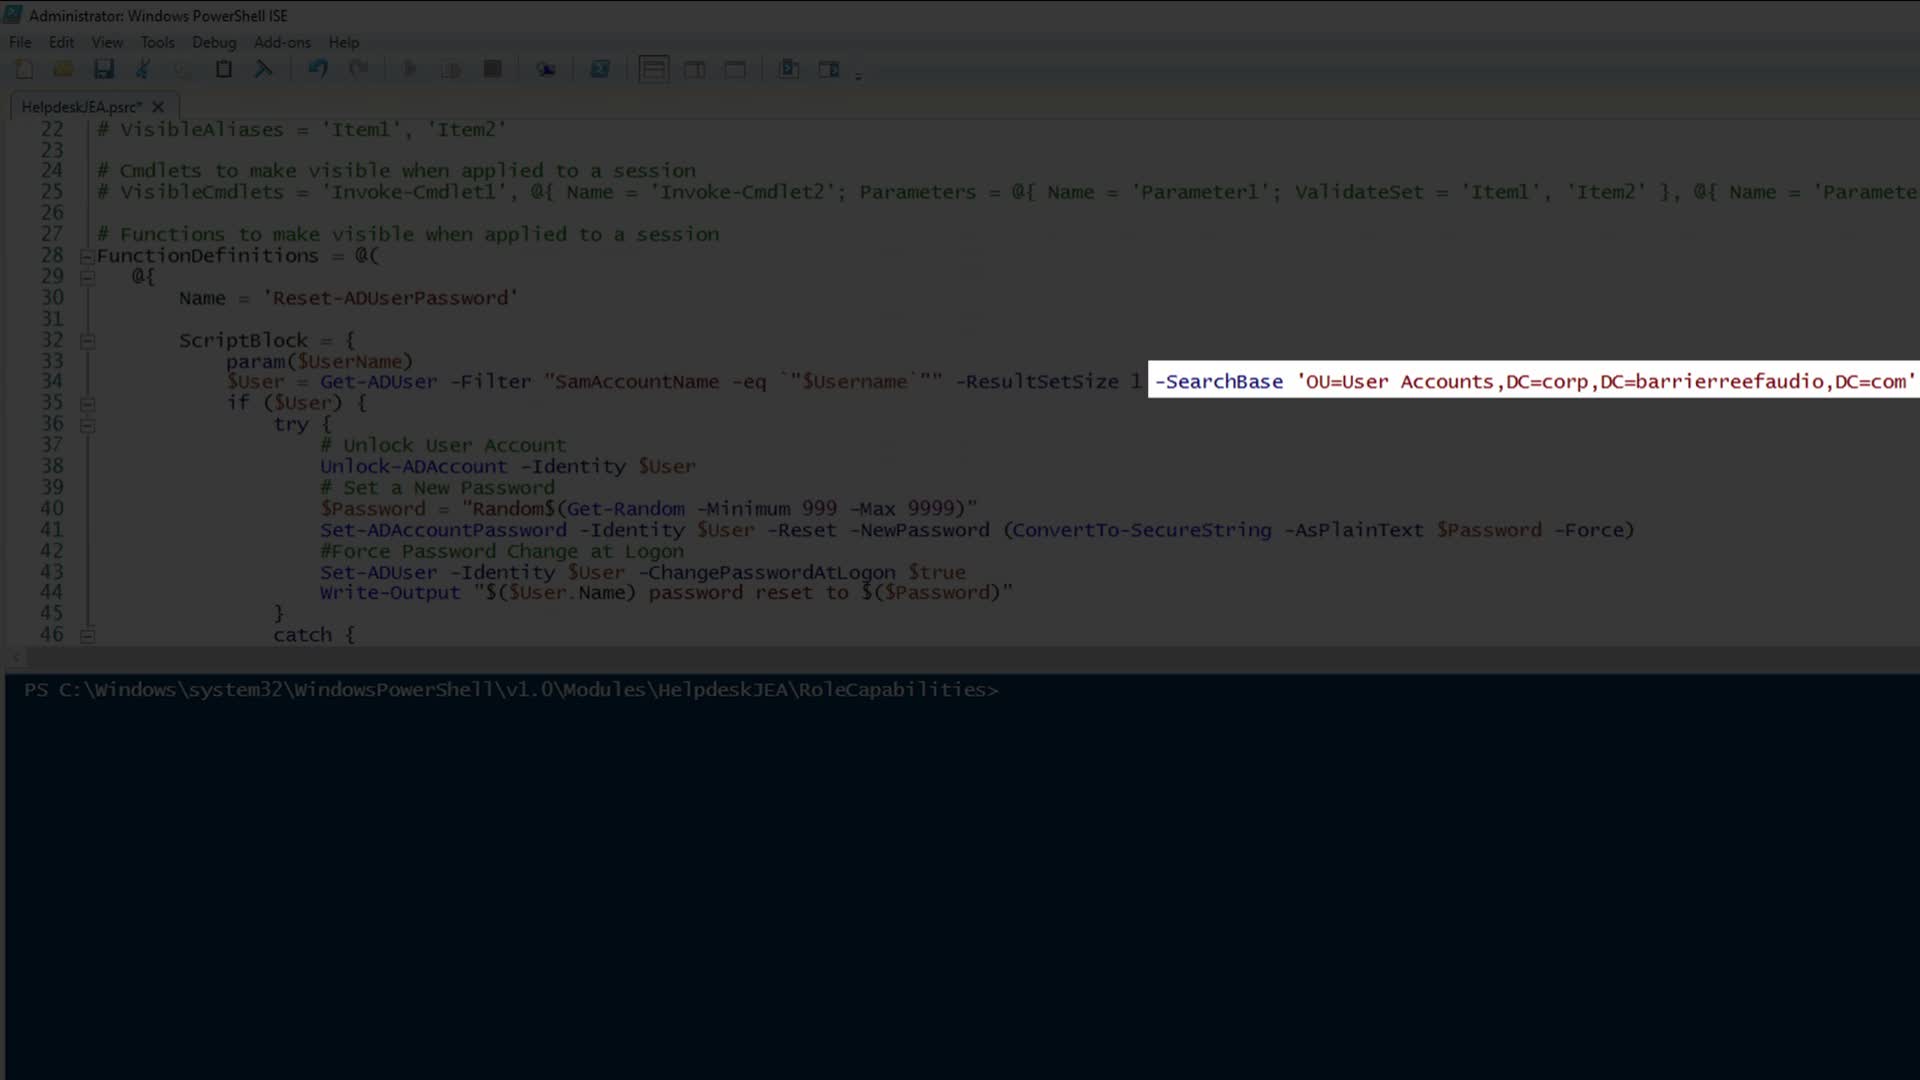 Administrator: Windows PowerShell ISE
File Edit View Tools Debug Add-ons Help
HelpdeskJEA.psrc*
22 # VisibleAliases = 'Item1', 'Item2'
23
24 # Cmdlets to make visible when applied to a session
25 # VisibleCmdlets = 'Invoke-Cmdlet1', @{ Name = 'Invoke-Cmdlet2'; Parameters = @{ Name = 'Parameter1'; ValidateSet = 'Item1', 'Item2' }, @{ Name = 'Paramete
26
27 # Functions to make visible when applied to a session
28 FunctionDefinitions = @(
29 @{
30 Name = 'Reset-ADUserPassword'
31
32 ScriptBlock = {
33 param($UserName)
34 $User = Get-ADUser -Filter "SamAccountName -eq `"$Username`"" -ResultSetSize 1 -SearchBase 'OU=User Accounts,DC=corp,DC=barrierreefaudio,DC=com'
35 if ($User) {
36 try {
37 # Unlock User Account
38 Unlock-ADAccount -Identity $User
39 # Set a New Password
40 $Password = "Random$(Get-Random -Minimum 999 -Max 9999)"
41 Set-ADAccountPassword -Identity $User -Reset -NewPassword (ConvertTo-SecureString -AsPlainText $Password -Force)
42 #Force Password Change at Logon
43 Set-ADUser -Identity $User -ChangePasswordAtLogon $true
44 Write-Output "$($User.Name) password reset to $($Password)"
45 }
46 catch {
PS C:\Windows\system32\WindowsPowerShell\v1.0\Modules\HelpdeskJEA\RoleCapabilities>